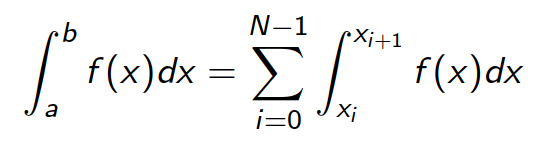 ∫_a^b f(x)dx = ∑_{i=0}^{N−1} ∫_{x_i}^{x_{i+1}} f(x)dx